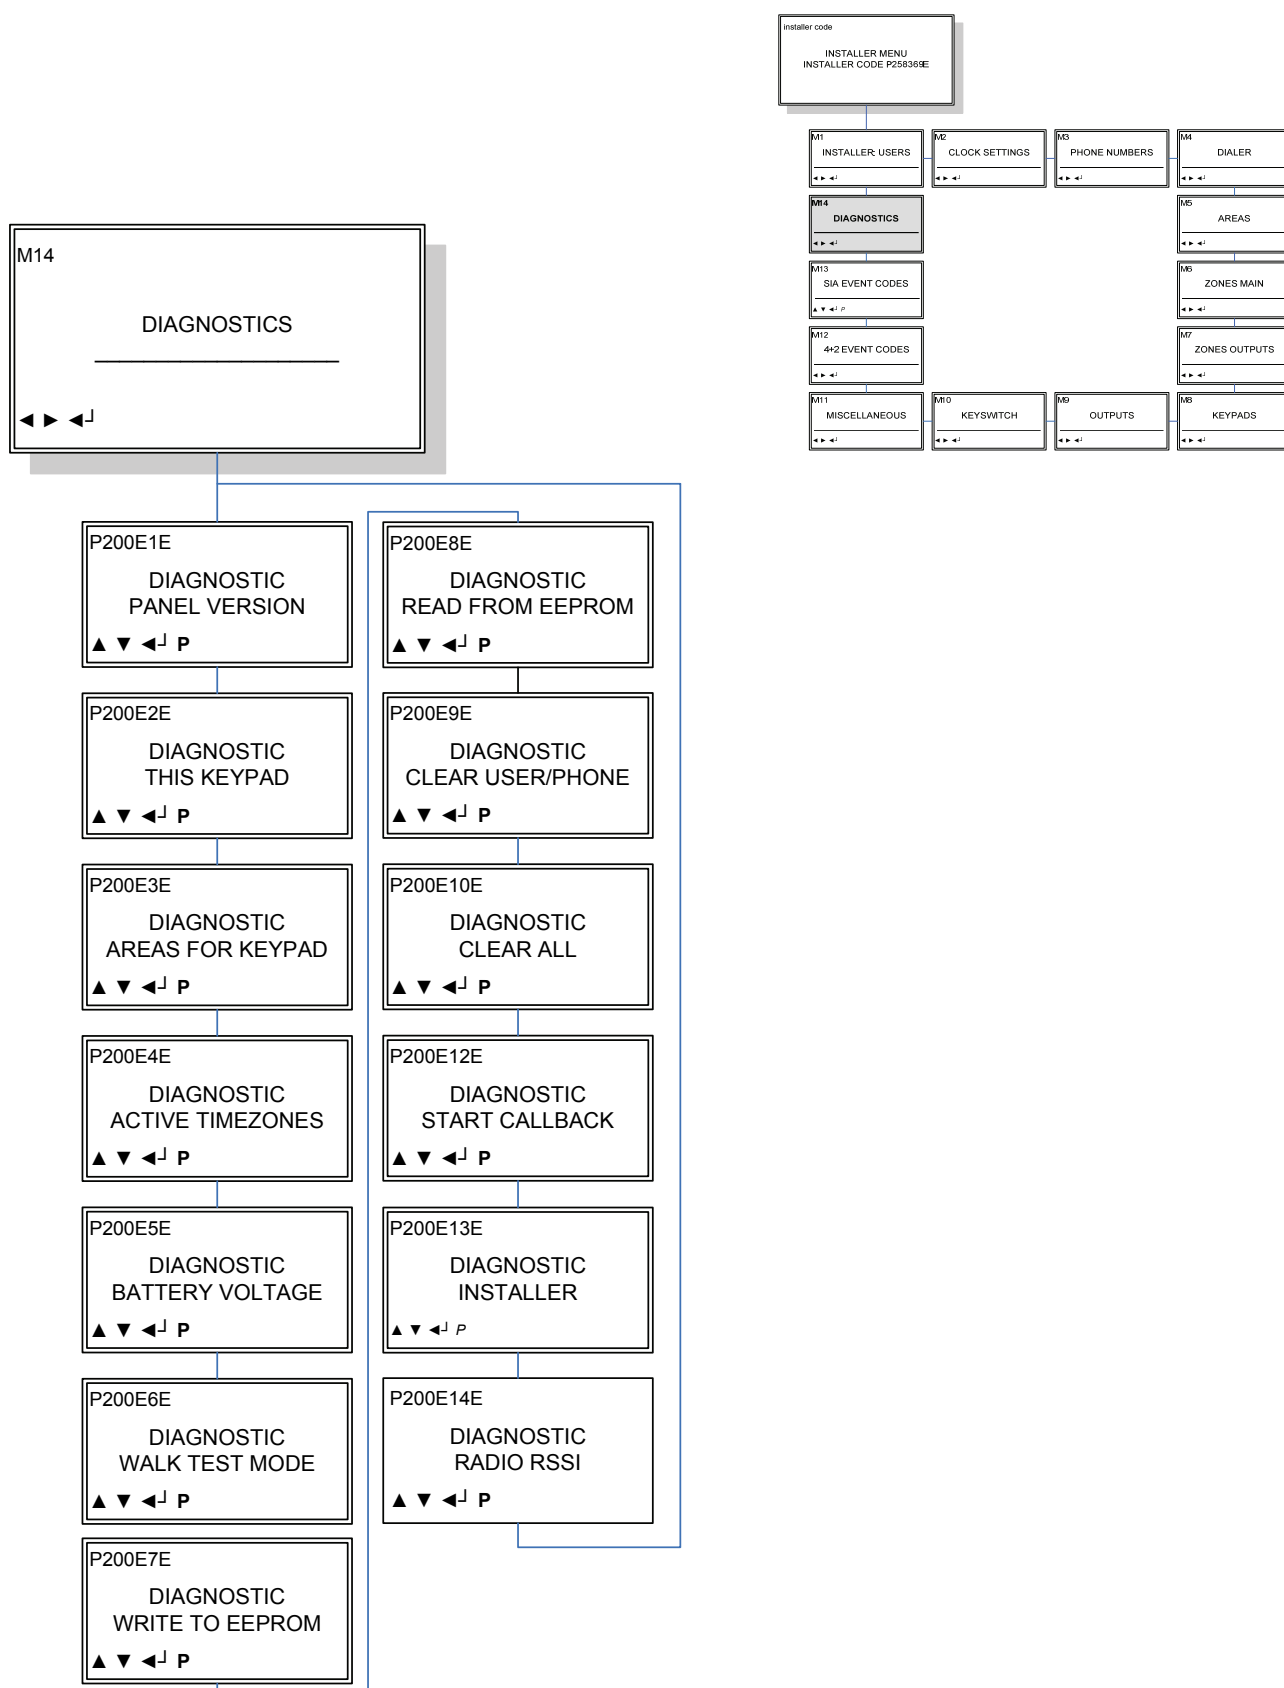 installer code
INSTALLER MENU
INSTALLER CODE P258369E
M1
INSTALLER: USERS
◄ ► ◄┘
M2
CLOCK SETTINGS
◄ ► ◄┘
M3
PHONE NUMBERS
◄ ► ◄┘
M4
DIALER
◄ ► ◄┘
M14
DIAGNOSTICS
◄ ► ◄┘
M5
AREAS
◄ ► ◄┘
M13
SIA EVENT CODES
▲ ▼ ◄┘ P
M6
ZONES MAIN
◄ ► ◄┘
M12
4+2 EVENT CODES
◄ ► ◄┘
M7
ZONES OUTPUTS
◄ ► ◄┘
M11
MISCELLANEOUS
◄ ► ◄┘
M10
KEYSWITCH
◄ ► ◄┘
M9
OUTPUTS
◄ ► ◄┘
M8
KEYPADS
◄ ► ◄┘
M14
DIAGNOSTICS
◄ ► ◄┘
P200E1E
DIAGNOSTIC
PANEL VERSION
▲ ▼ ◄┘ P
P200E2E
DIAGNOSTIC
THIS KEYPAD
▲ ▼ ◄┘ P
P200E3E
DIAGNOSTIC
AREAS FOR KEYPAD
▲ ▼ ◄┘ P
P200E4E
DIAGNOSTIC
ACTIVE TIMEZONES
▲ ▼ ◄┘ P
P200E5E
DIAGNOSTIC
BATTERY VOLTAGE
▲ ▼ ◄┘ P
P200E6E
DIAGNOSTIC
WALK TEST MODE
▲ ▼ ◄┘ P
P200E7E
DIAGNOSTIC
WRITE TO EEPROM
▲ ▼ ◄┘ P
P200E8E
DIAGNOSTIC
READ FROM EEPROM
▲ ▼ ◄┘ P
P200E9E
DIAGNOSTIC
CLEAR USER/PHONE
▲ ▼ ◄┘ P
P200E10E
DIAGNOSTIC
CLEAR ALL
▲ ▼ ◄┘ P
P200E12E
DIAGNOSTIC
START CALLBACK
▲ ▼ ◄┘ P
P200E13E
DIAGNOSTIC
INSTALLER
▲ ▼ ◄┘ P
P200E14E
DIAGNOSTIC
RADIO RSSI
▲ ▼ ◄┘ P